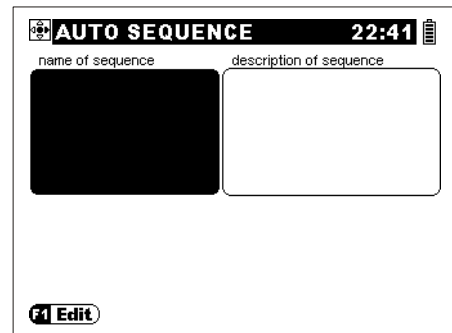 AUTO SEQUENCE 22:41
name of sequence description of sequence
F1 Edit